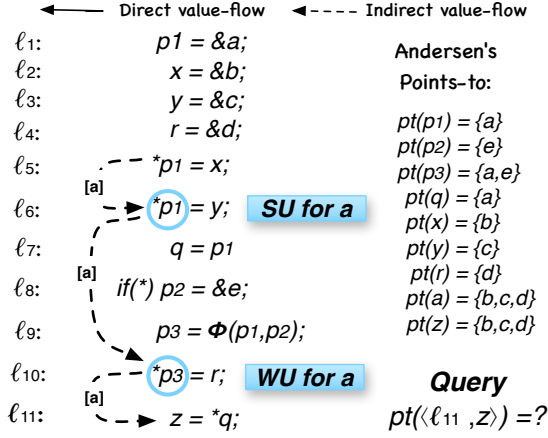 Direct value-flow Indirect value-flow
ℓ1: p1 = &a;
ℓ2: x = &b;
ℓ3: y = &c;
ℓ4: r = &d;
ℓ5: *p1 = x;
[a]
ℓ6: *p1 = y; SU for a
ℓ7: q = p1
[a]
ℓ8: if(*) p2 = &e;
ℓ9: p3 = Φ(p1,p2);
ℓ10: *p3 = r; WU for a
[a]
ℓ11: z = *q;
Andersen's
Points-to:
pt(p1) = {a}
pt(p2) = {e}
pt(p3) = {a,e}
pt(q) = {a}
pt(x) = {b}
pt(y) = {c}
pt(r) = {d}
pt(a) = {b,c,d}
pt(z) = {b,c,d}
Query
pt(⟨ℓ11 ,z⟩) =?